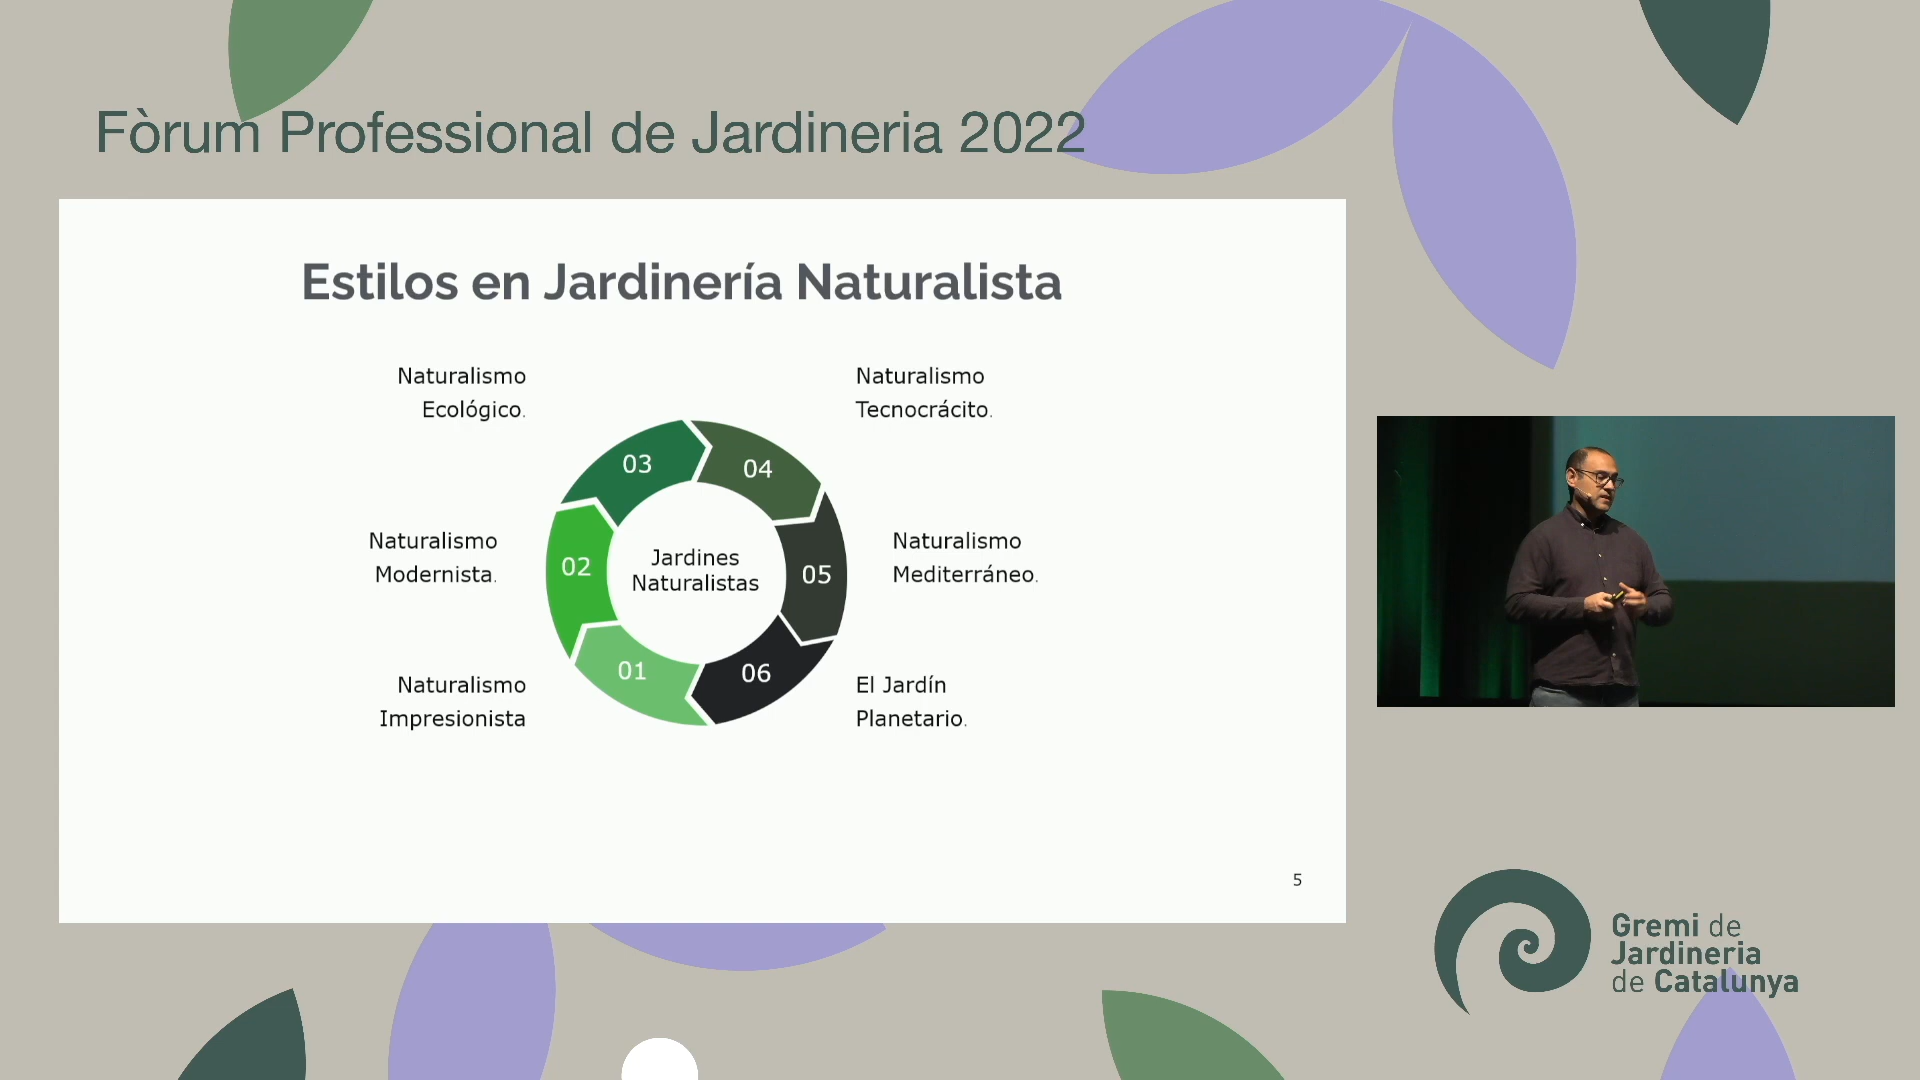 Fòrum Professional de Jardineria 2022
Estilos en Jardinería Naturalista
Naturalismo
Ecológico.
Naturalismo
Tecnocrácito.
03
04
Naturalismo
Modernista.
02
Jardines
Naturalistas
05
Naturalismo
Mediterráneo.
01
06
Naturalismo
Impresionista
El Jardín
Planetario.
5
Gremi de
Jardineria
de Catalunya